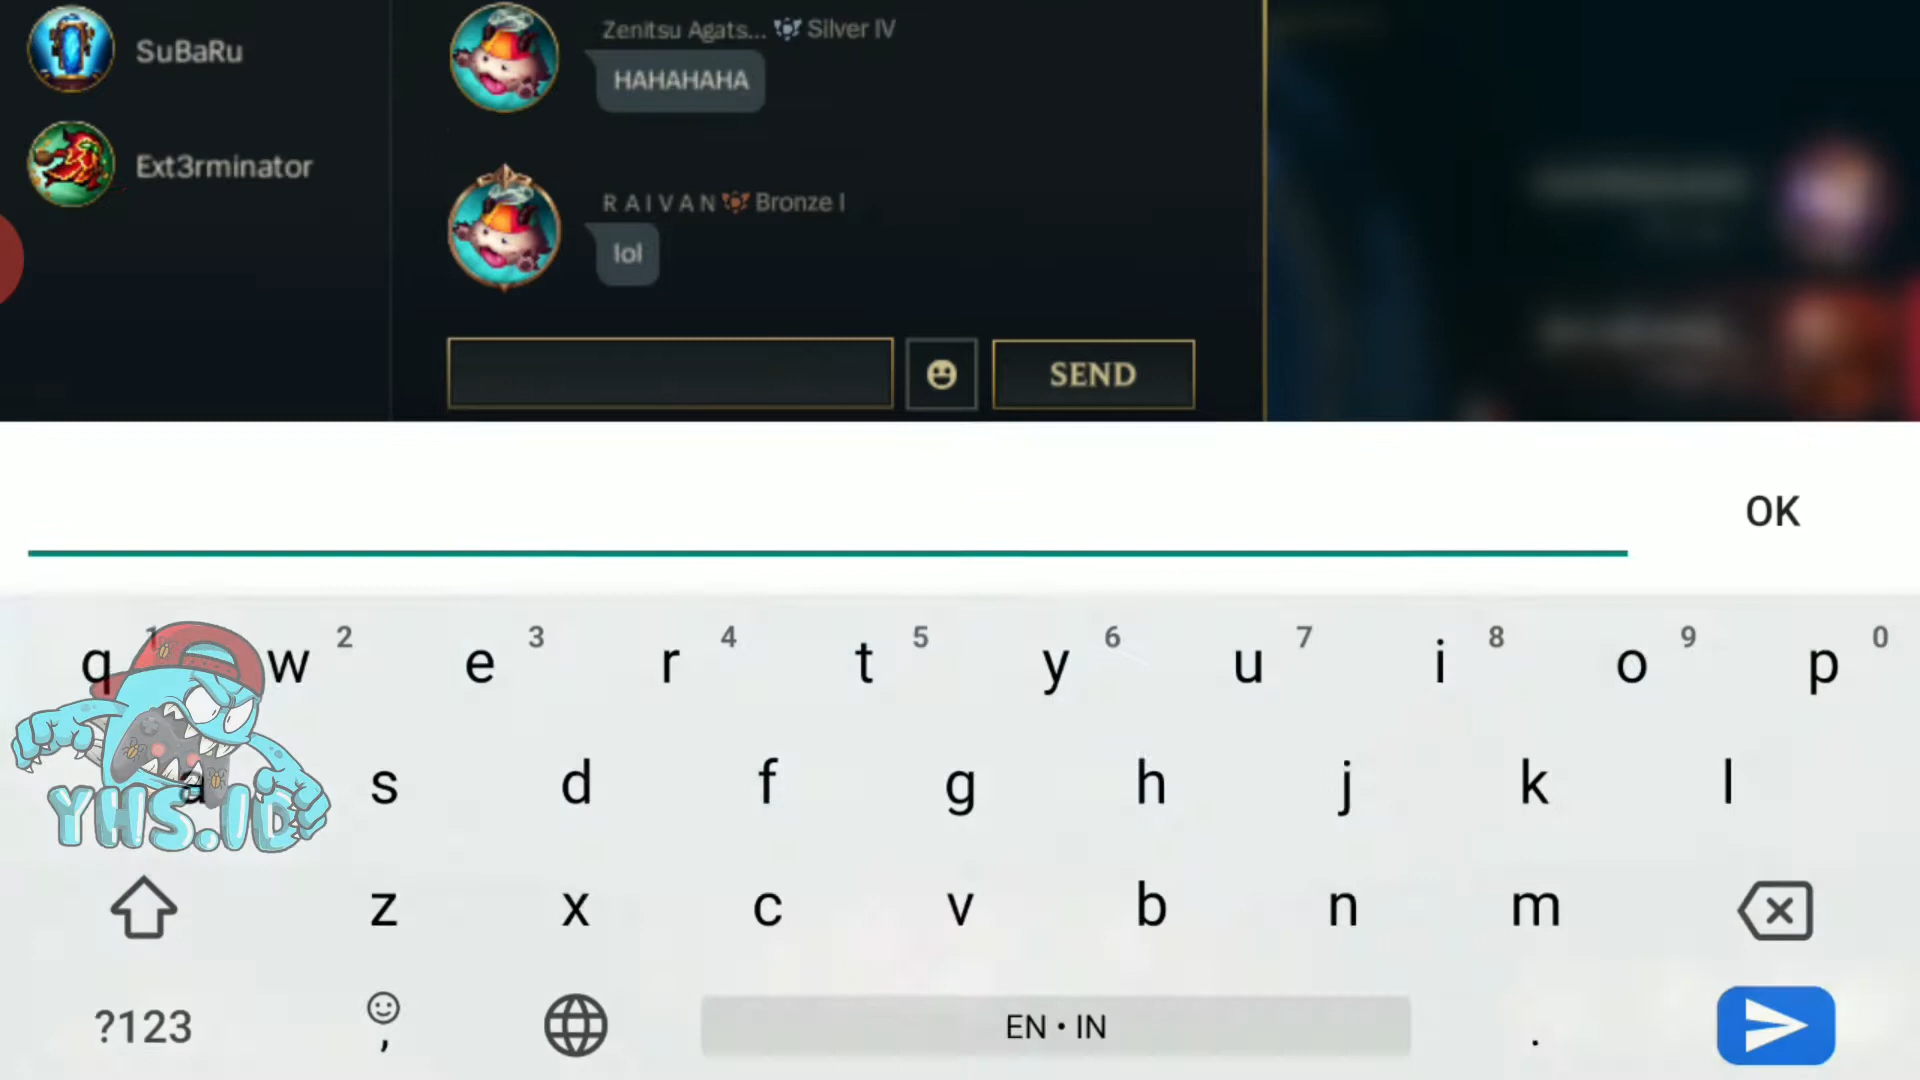 SuBaRu
Ext3rminator
Zenitsu Agats... Silver IV
HAHAHAHA
R A I V A N Bronze I
lol
SEND
OK
q 1 w 2 e 3 r 4 t 5 y 6 u 7 i 8 o 9 p 0
a s d f g h j k l
YHS.ID
z x c v b n m
?123 , EN • IN .